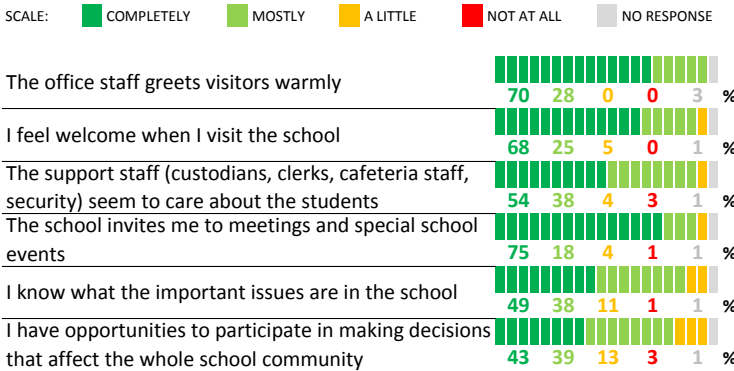 SCALE: COMPLETELY MOSTLY A LITTLE NOT AT ALL NO RESPONSE
The office staff greets visitors warmly
70 28 0 0 3 %
I feel welcome when I visit the school
68 25 5 0 1 %
The support staff (custodians, clerks, cafeteria staff,
security) seem to care about the students
54 38 4 3 1 %
The school invites me to meetings and special school
events
75 18 4 1 1 %
I know what the important issues are in the school
49 38 11 1 1 %
I have opportunities to participate in making decisions
that affect the whole school community
43 39 13 3 1 %